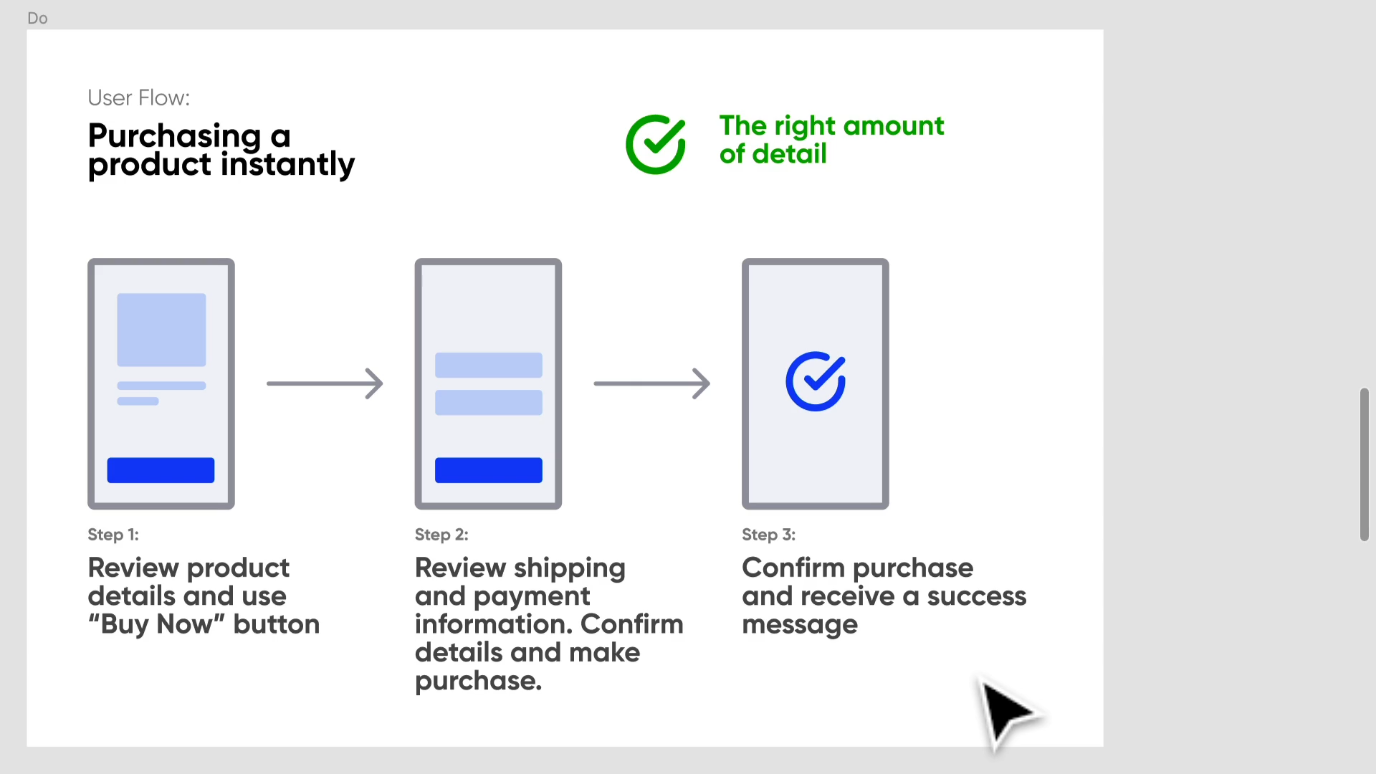 Do
User Flow:
Purchasing a
product instantly
The right amount
of detail
Step 1:
Review product
details and use
“Buy Now” button
Step 2:
Review shipping
and payment
information. Confirm
details and make
purchase.
Step 3:
Confirm purchase
and receive a success
message